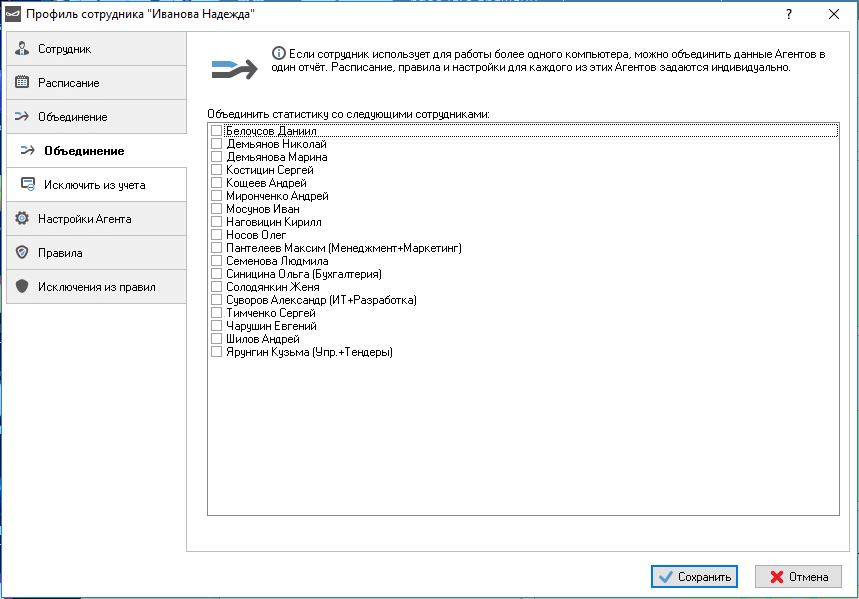 Профиль сотрудника "Иванова Надежда"
?
Сотрудник
Расписание
Объединение
Объединение
Исключить из учета
Настройки Агента
Правила
Исключения из правил
Если сотрудник использует для работы более одного компьютера, можно объединить данные Агентов в
один отчёт. Расписание, правила и настройки для каждого из этих Агентов задаются индивидуально.
Объединить статистику со следующими сотрудниками:
Белоусов Даниил
Демьянов Николай
Демьянова Марина
Костицин Сергей
Кощеев Андрей
Миронченко Андрей
Мосунов Иван
Наговицин Кирилл
Носов Олег
Пантелеев Максим (Менеджмент+Маркетинг)
Семенова Людмила
Синицина Ольга (Бухгалтерия)
Солодянкин Женя
Суворов Александр (ИТ+Разработка)
Тимченко Сергей
Чарушин Евгений
Шилов Андрей
Ярунгин Кузьма (Упр.+Тендеры)
Сохранить
Отмена